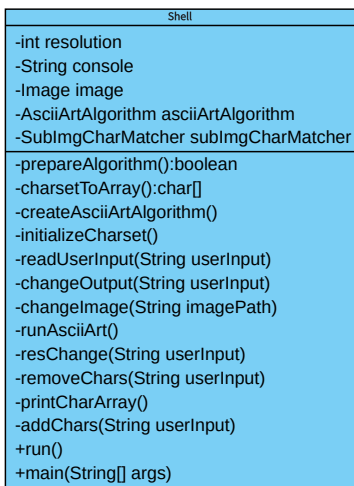 Shell
-int resolution
-String console
-Image image
-AsciiArtAlgorithm asciiArtAlgorithm
-SubImgCharMatcher subImgCharMatcher
-prepareAlgorithm():boolean
-charsetToArray():char[]
-createAsciiArtAlgorithm()
-initializeCharset()
-readUserInput(String userInput)
-changeOutput(String userInput)
-changeImage(String imagePath)
-runAsciiArt()
-resChange(String userInput)
-removeChars(String userInput)
-printCharArray()
-addChars(String userInput)
+run()
+main(String[] args)